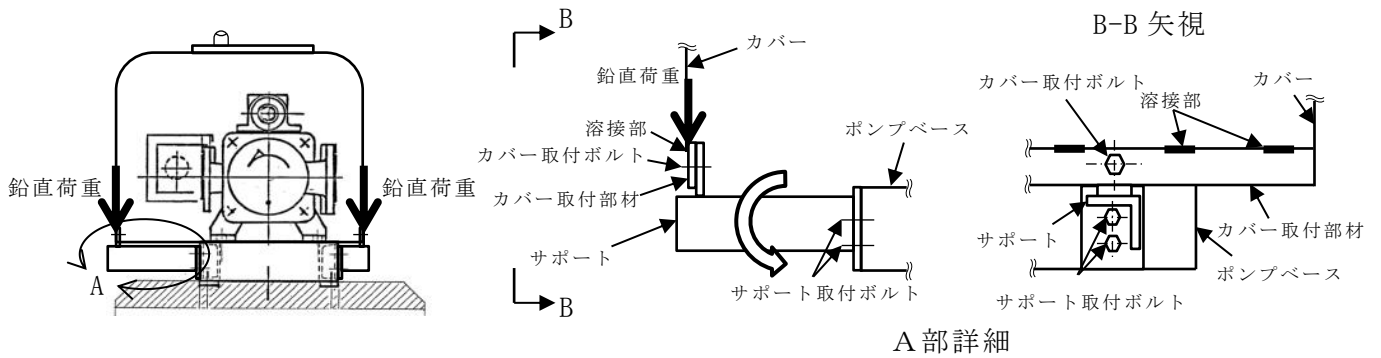 鉛直荷重
鉛直荷重
A
B
B
カバー
鉛直荷重
溶接部
カバー取付ボルト
カバー取付部材
サポート
ポンプベース
サポート取付ボルト
A部詳細
B-B 矢視
カバー取付ボルト
溶接部
カバー
サポート
サポート取付ボルト
カバー取付部材
ポンプベース